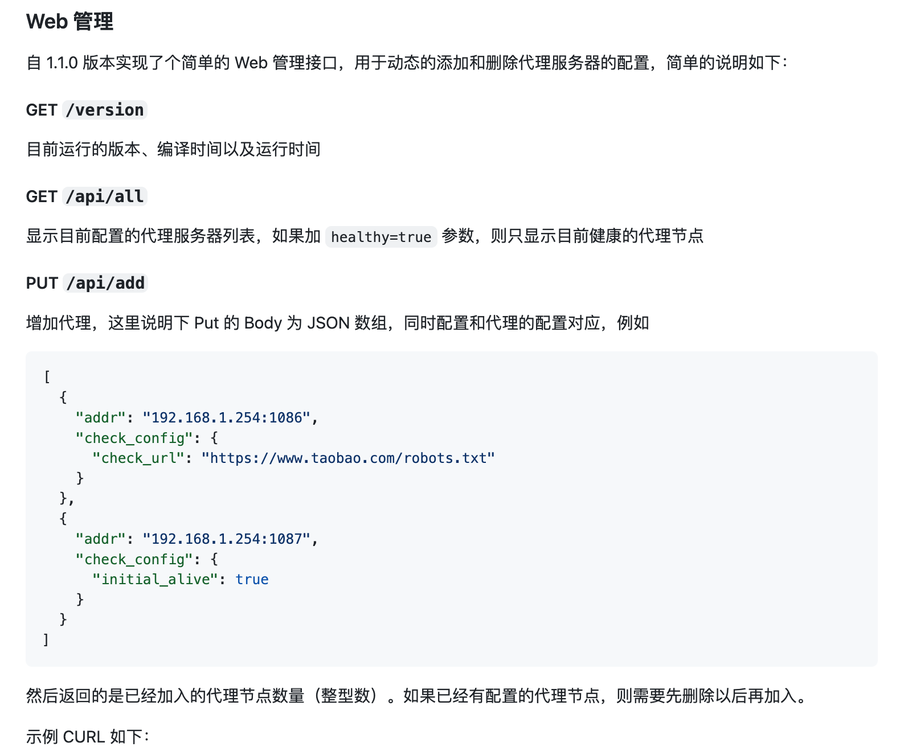 Web 管理
自 1.1.0 版本实现了个简单的 Web 管理接口，用于动态的添加和删除代理服务器的配置，简单的说明如下：
GET /version
目前运行的版本、编译时间以及运行时间
GET /api/all
显示目前配置的代理服务器列表，如果加 healthy=true 参数，则只显示目前健康的代理节点
PUT /api/add
增加代理，这里说明下 Put 的 Body 为 JSON 数组，同时配置和代理的配置对应，例如
[
  {
    "addr": "192.168.1.254:1086",
    "check_config": {
      "check_url": "https://www.taobao.com/robots.txt"
    }
  },
  {
    "addr": "192.168.1.254:1087",
    "check_config": {
      "initial_alive": true
    }
  }
]
然后返回的是已经加入的代理节点数量（整型数）。如果已经有配置的代理节点，则需要先删除以后再加入。
示例 CURL 如下：